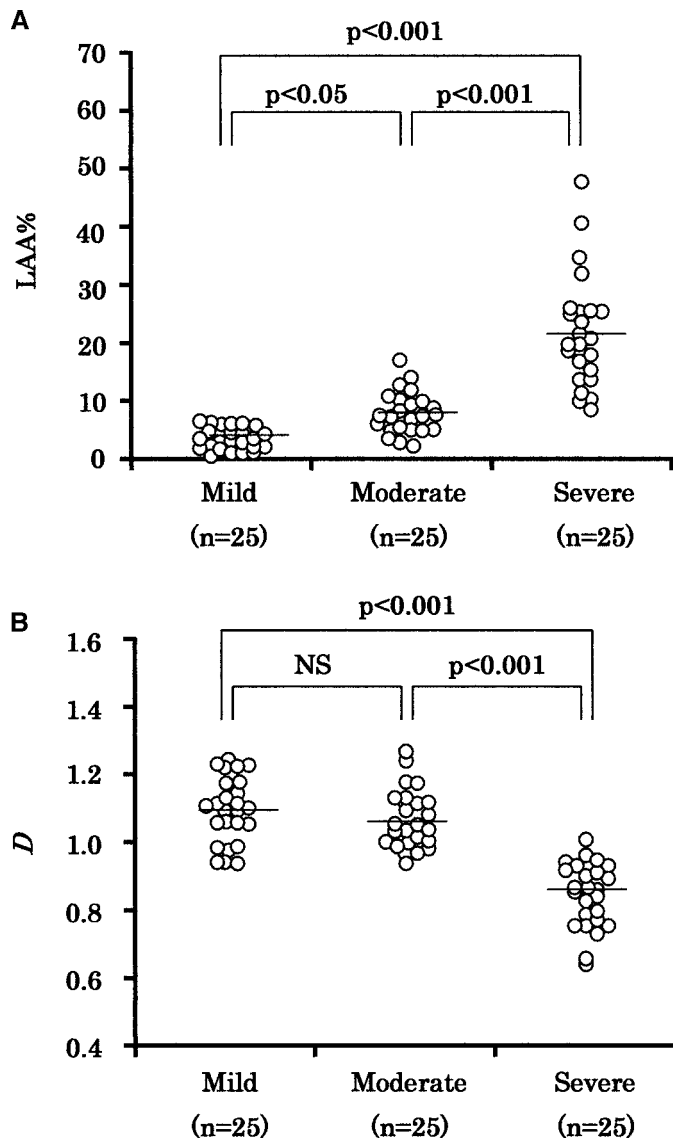 A
p<0.001
70
p<0.05 p<0.001
60
50
LAA%
40
30
20
10
0
Mild Moderate Severe
(n=25) (n=25) (n=25)
B
p<0.001
1.6
NS p<0.001
1.4
1.2
D
1.0
0.8
0.6
0.4
Mild Moderate Severe
(n=25) (n=25) (n=25)